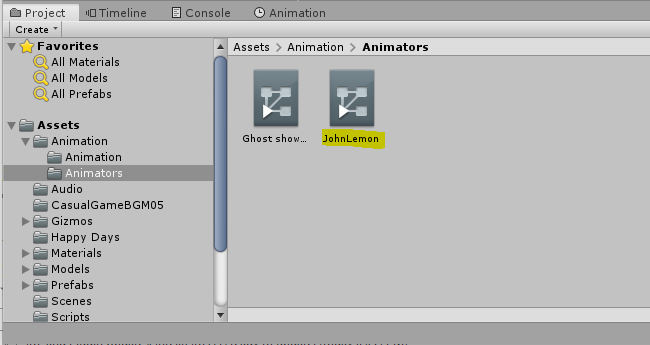 Project
Timeline
Console
Animation
Create
Favorites
All Materials
All Models
All Prefabs
Assets
Animation
Animation
Animators
Audio
CasualGameBGM05
Gizmos
Happy Days
Materials
Models
Prefabs
Scenes
Scripts
Assets > Animation > Animators
Ghost show...
JohnLemon